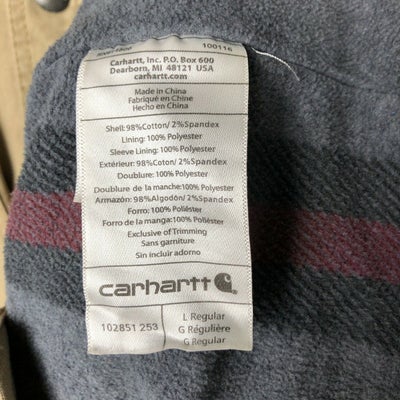 100116
Carhartt, Inc. P.O. Box 600
Dearborn, MI 48121 USA
carhartt.com
Made in China
Fabriqué en Chine
Hecho en China
Shell: 98%Cotton/ 2%Spandex
Lining: 100% Polyester
Sleeve Lining: 100% Polyester
Extérieur: 98%Coton/ 2%Spandex
Doublure: 100% Polyester
Doublure de la manche:100% Polyester
Armazón: 98%Algodón/ 2%Spandex
Forro: 100% Poliéster
Forro de la manga: 100% Poliéster
Exclusive of Trimming
Sans garniture
Sin incluir adorno
carhartt
102851 253
L Regular
G Régulière
G Regular